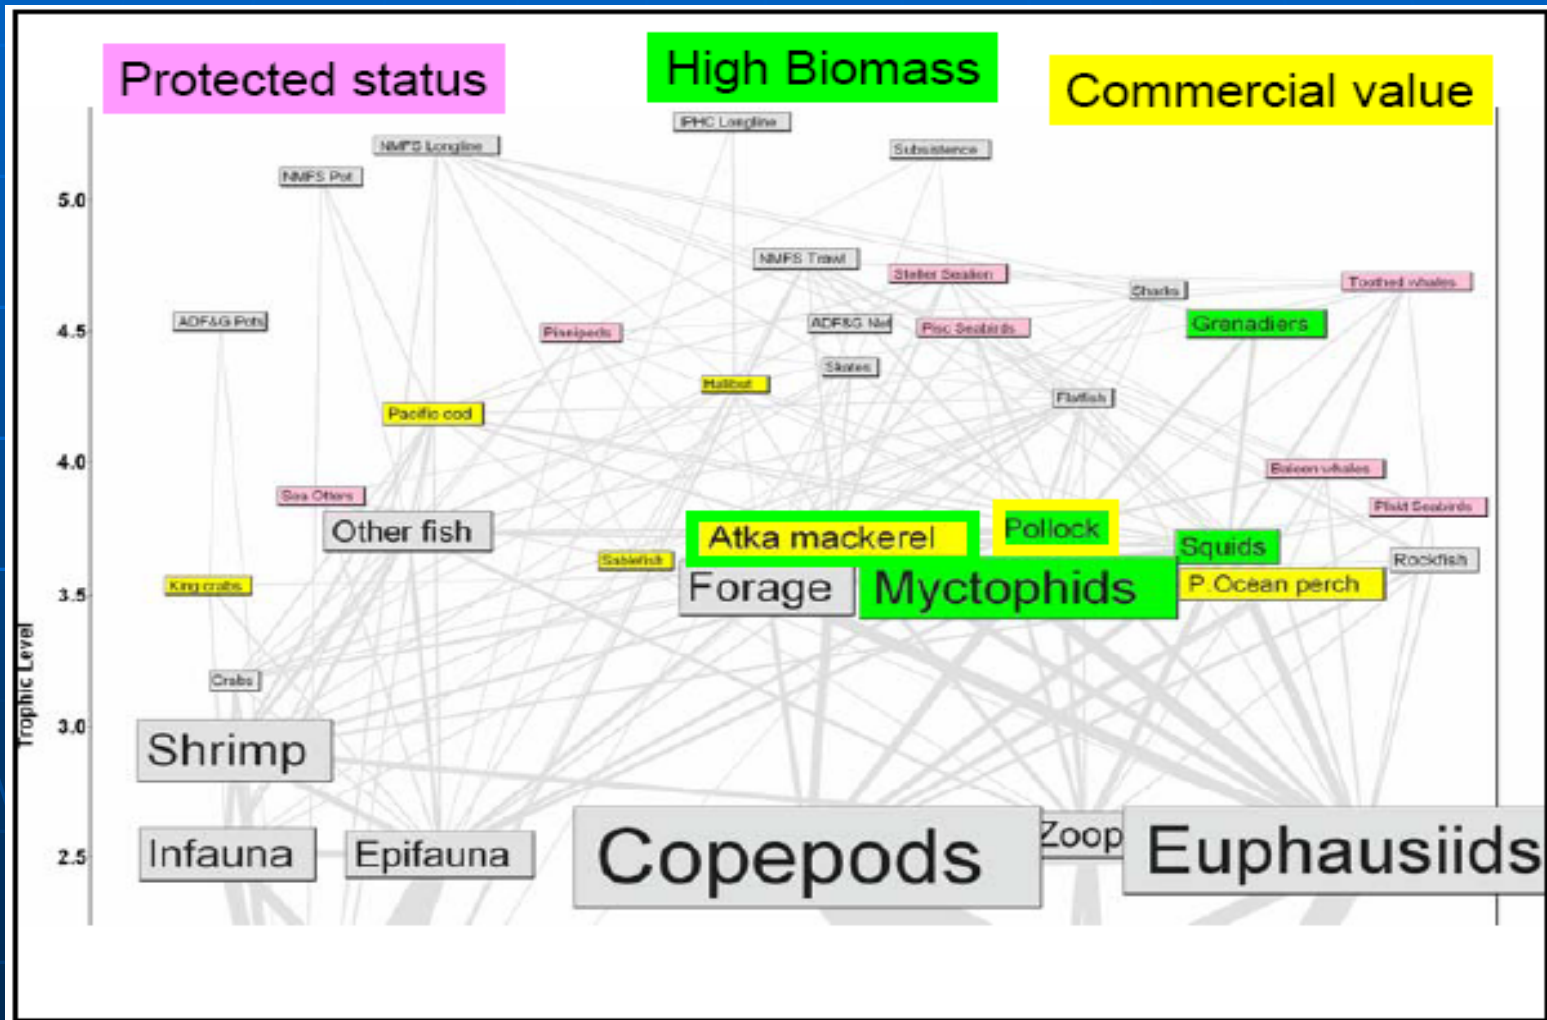 Protected status
High Biomass
Commercial value
IPHC Longline
NMFS Longline
Subsistence
NMFS Pot
5.0
NMFS Trawl
Steller Sealion
Toothed whales
Sharks
ADF&G Pots
4.5
Pinnipeds
ADF&G Net
Pisc Seabirds
Grenadiers
Skates
Halibut
Flatfish
Pacific cod
4.0
Baleen whales
Sea Otters
Plnkt Seabirds
Other fish
Atka mackerel
Pollock
Squids
Sablefish
Rockfish
King crabs
3.5
Forage
Myctophids
P.Ocean perch
Trophic Level
Crabs
3.0
Shrimp
2.5
Infauna
Epifauna
Copepods
Zoop
Euphausiids